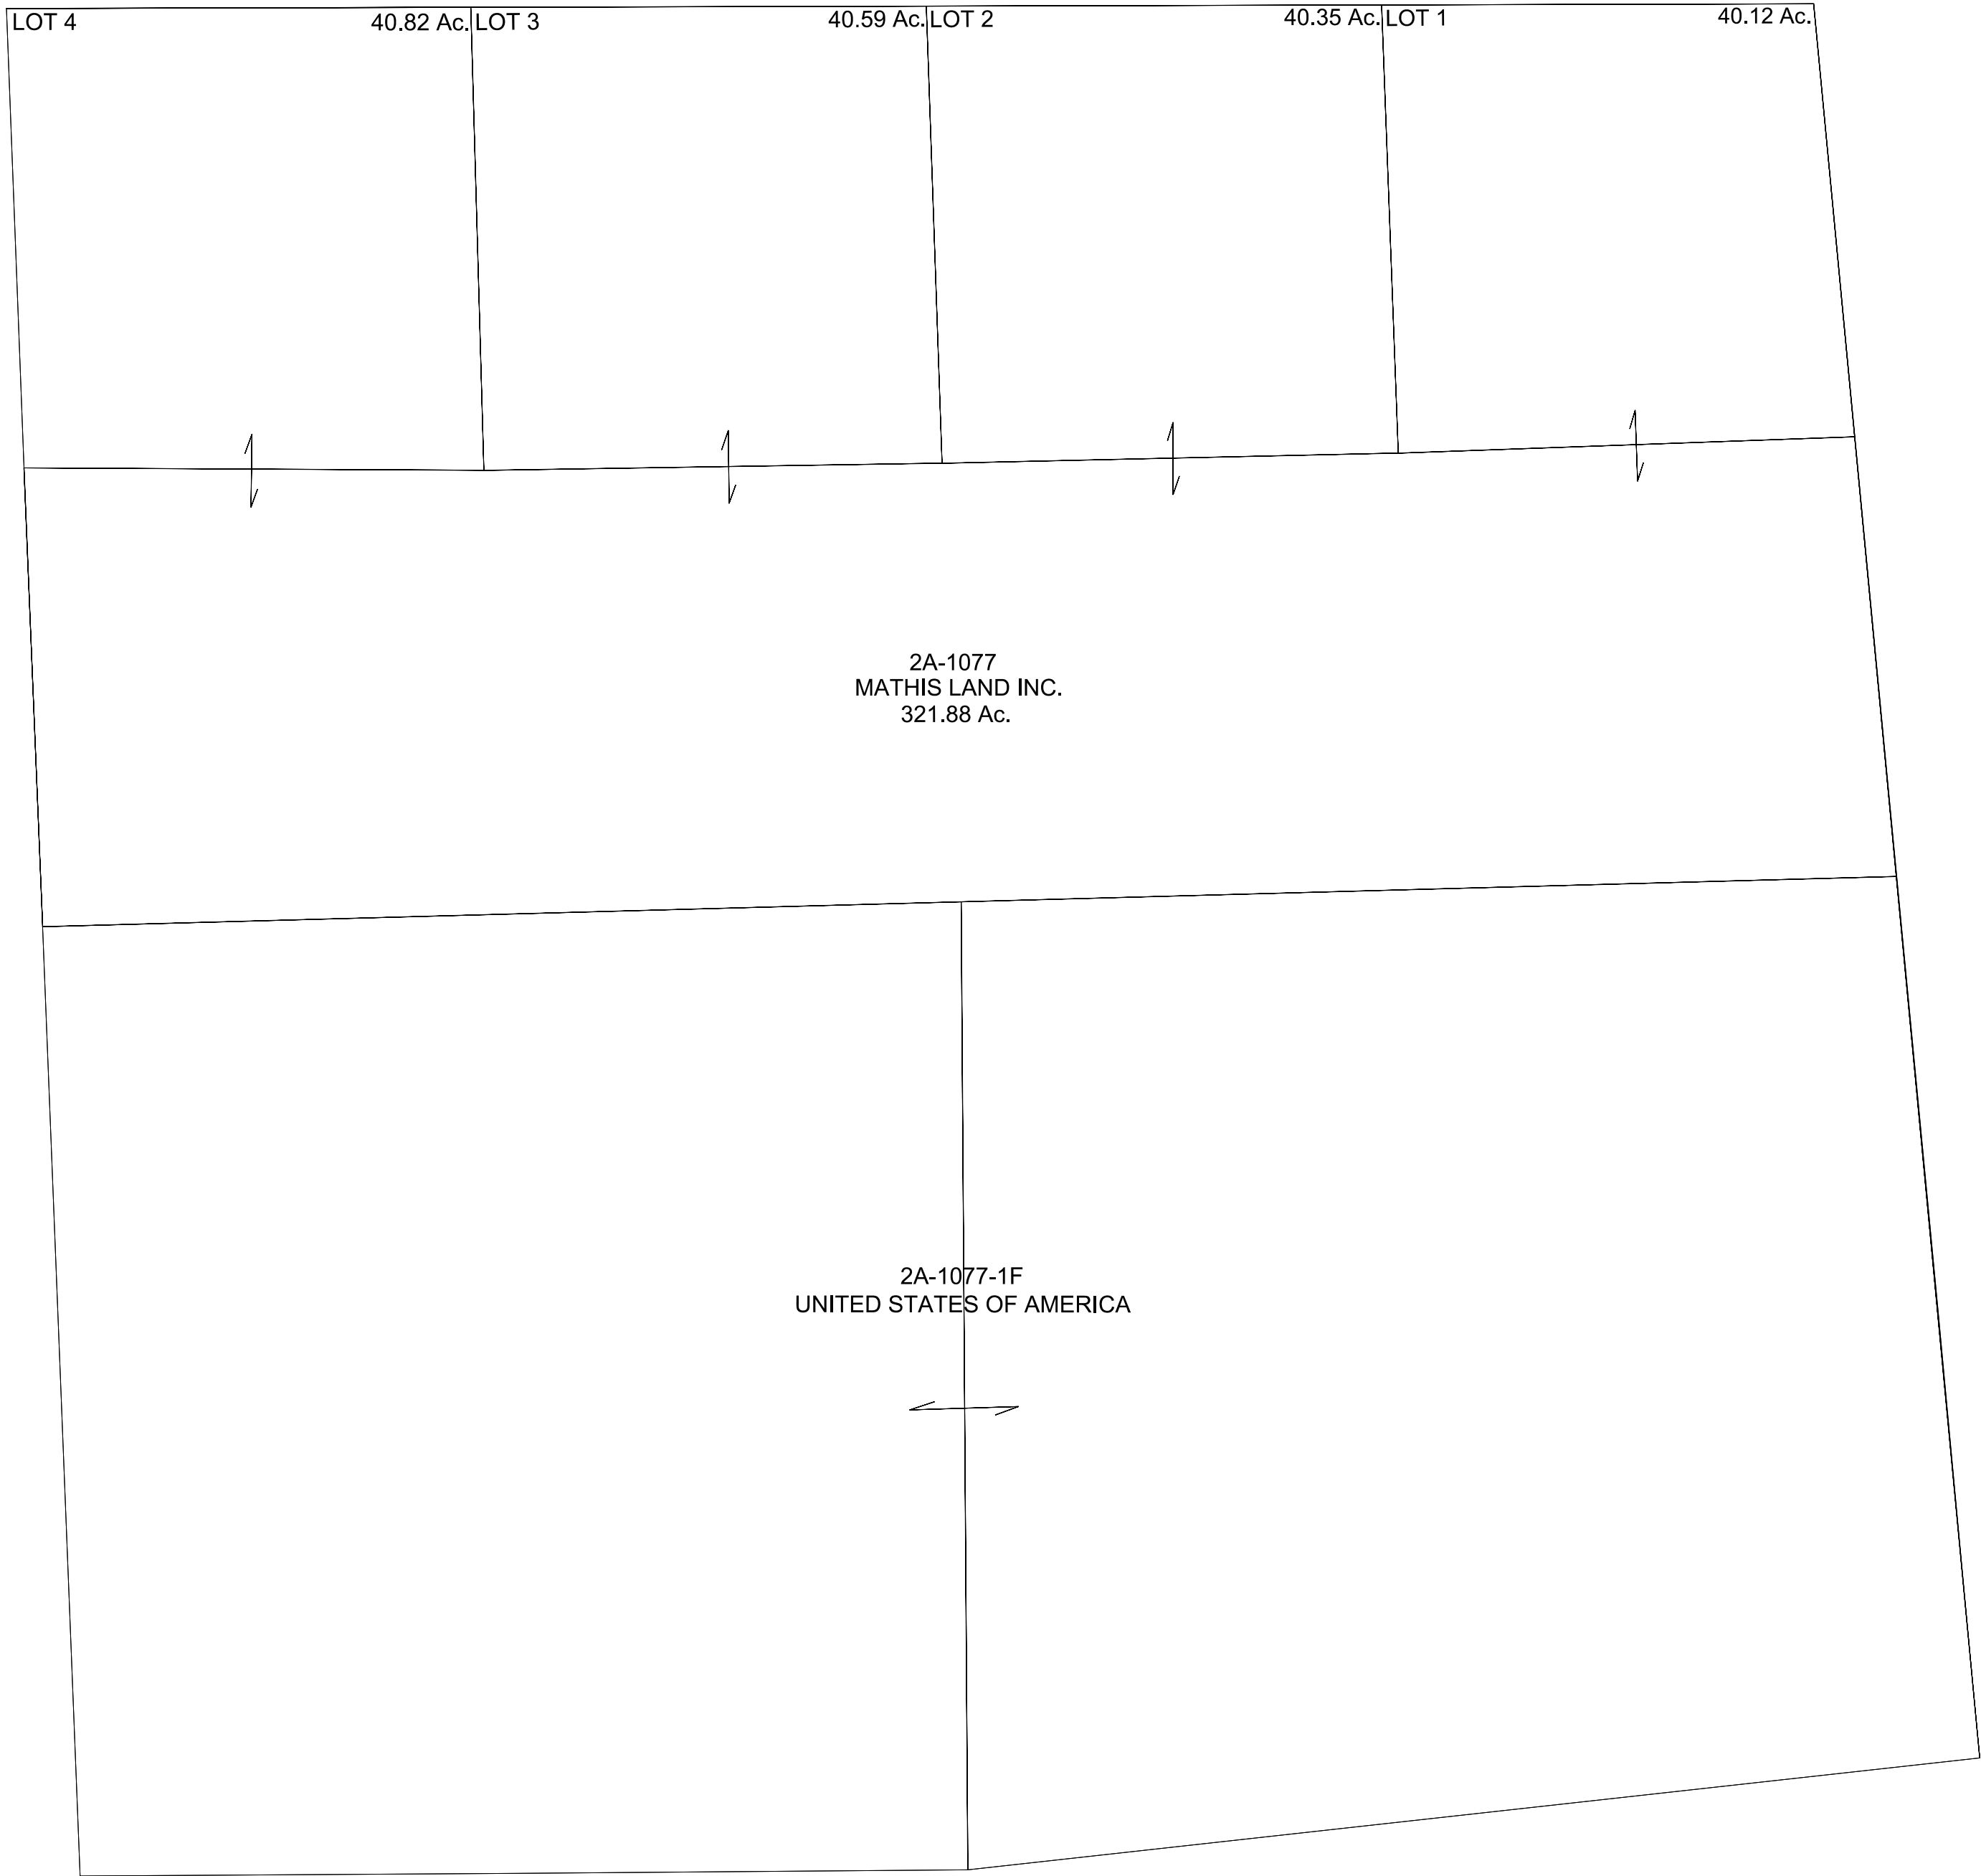 LOT 4
40.82 Ac.
LOT 3
40.59 Ac.
LOT 2
40.35 Ac.
LOT 1
40.12 Ac.
2A-1077
MATHIS LAND INC.
321.88 Ac.
2A-1077-1F
UNITED STATES OF AMERICA